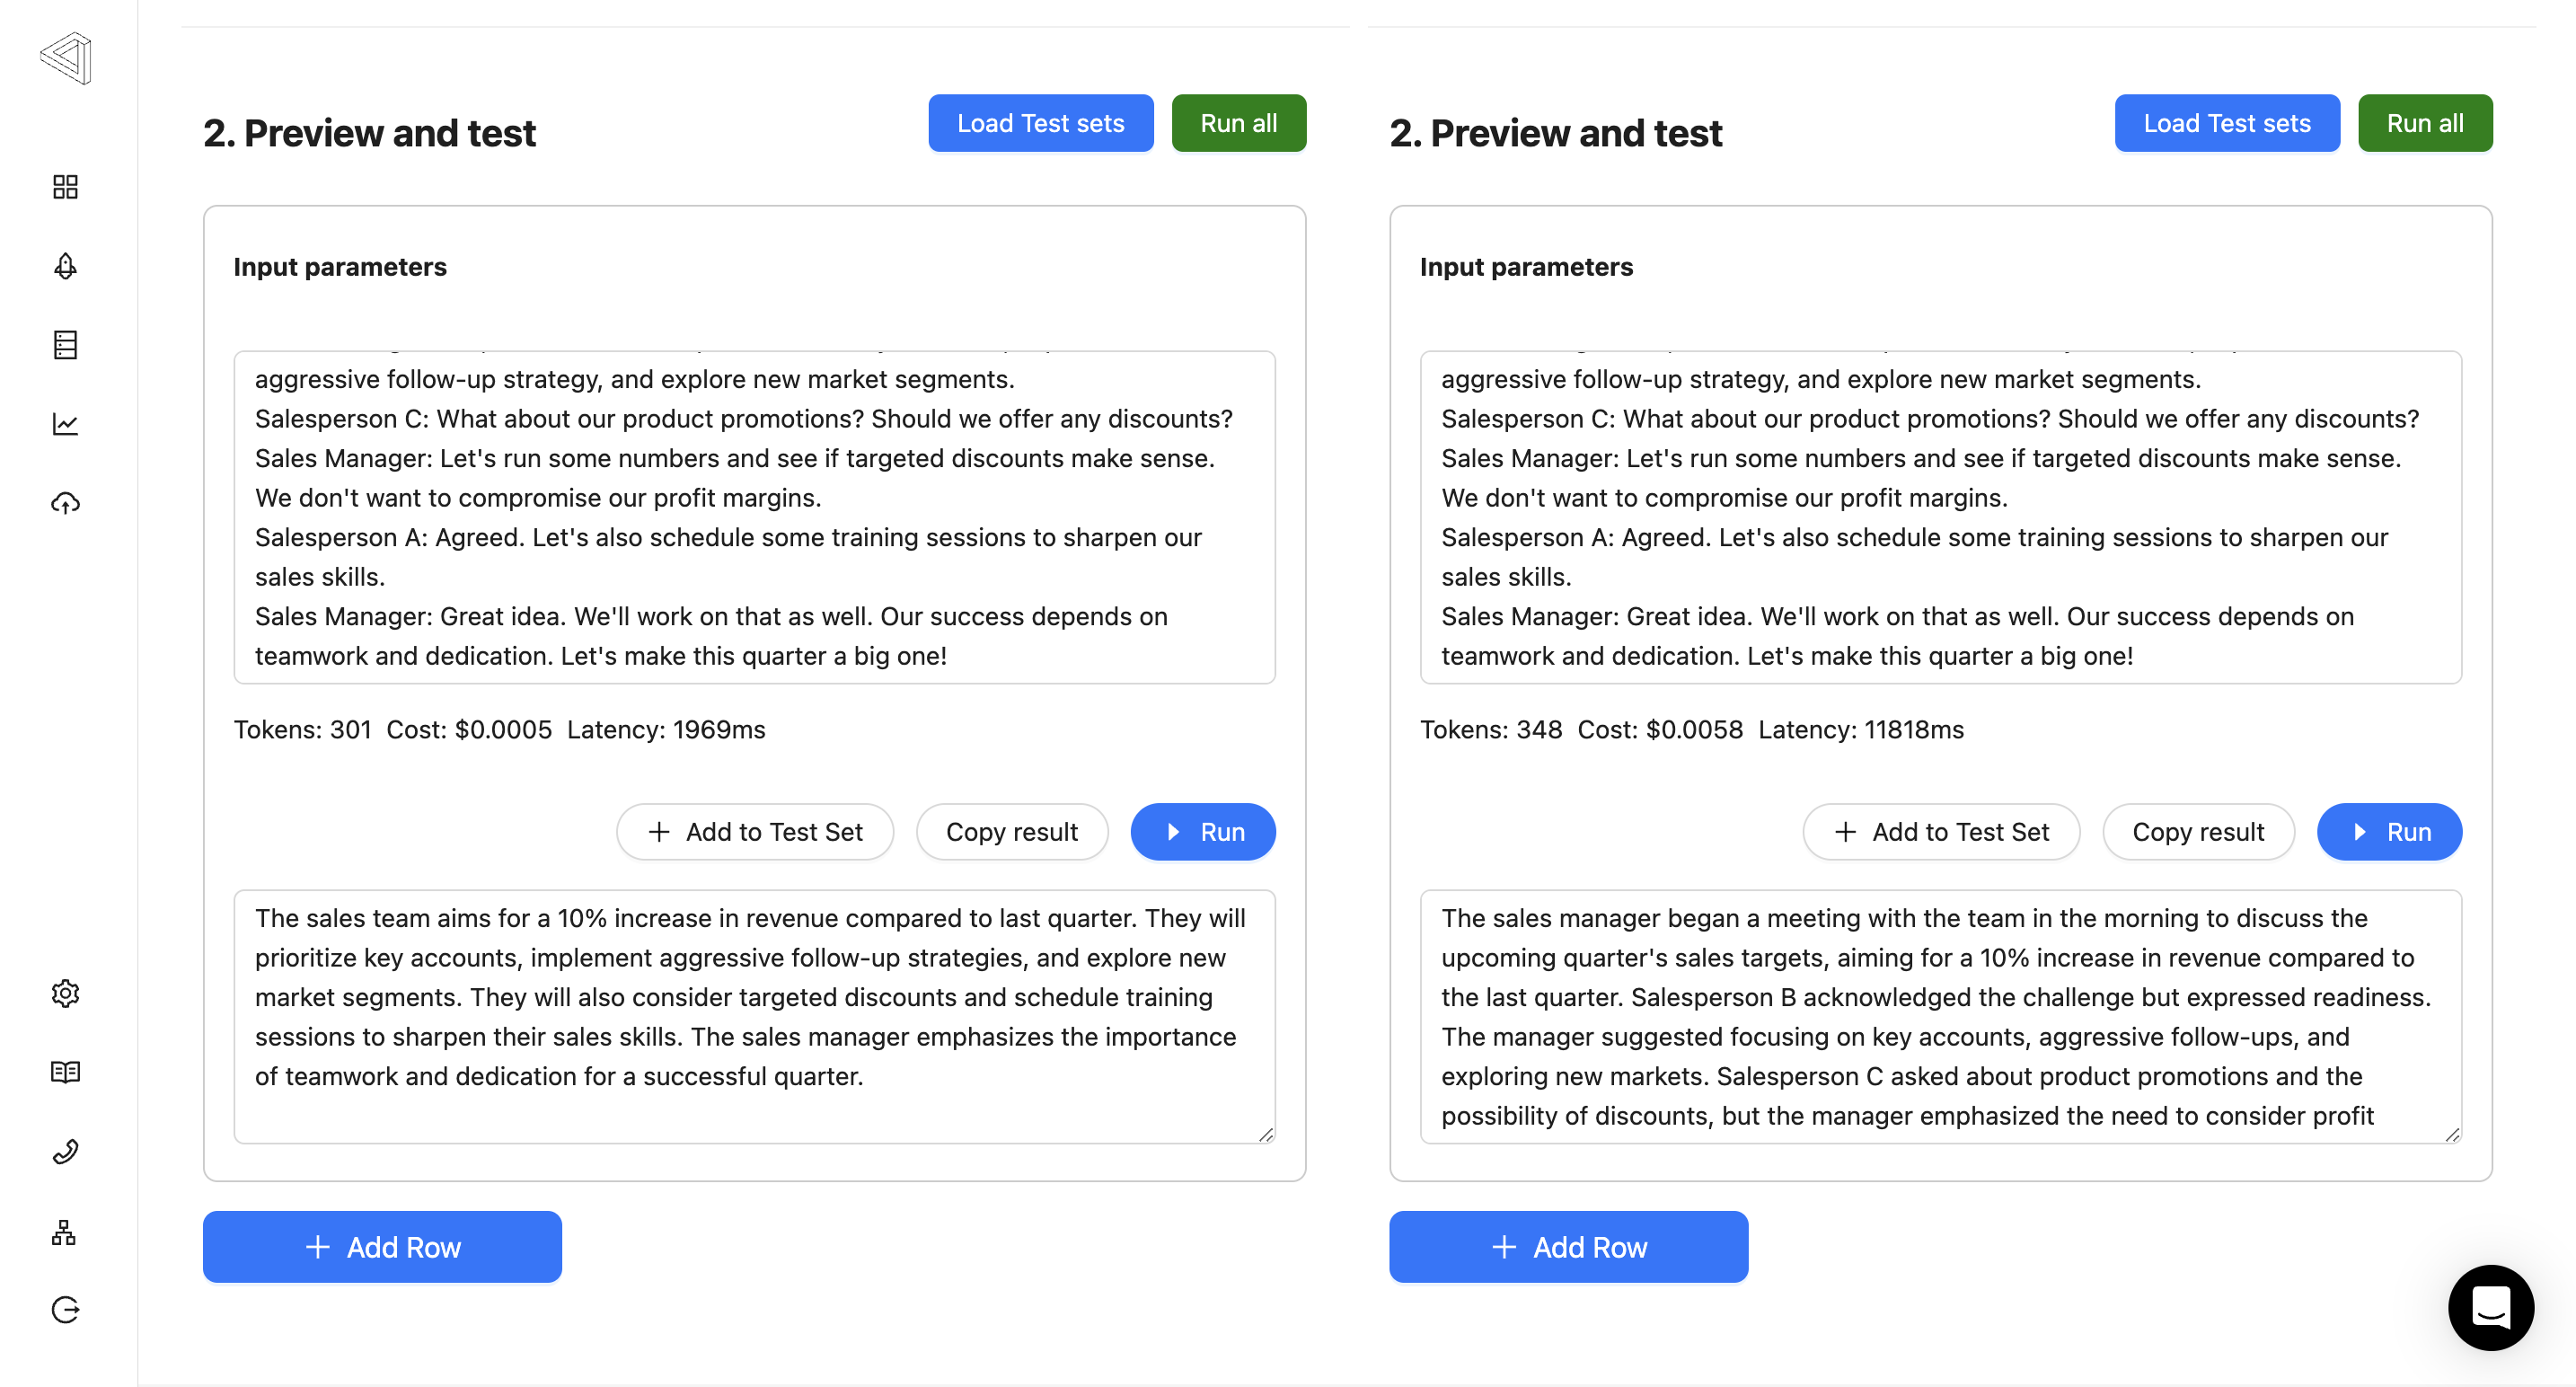 2. Preview and test
Load Test sets
Run all
Input parameters
aggressive follow-up strategy, and explore new market segments.
Salesperson C: What about our product promotions? Should we offer any discounts?
Sales Manager: Let's run some numbers and see if targeted discounts make sense.
We don't want to compromise our profit margins.
Salesperson A: Agreed. Let's also schedule some training sessions to sharpen our
sales skills.
Sales Manager: Great idea. We'll work on that as well. Our success depends on
teamwork and dedication. Let's make this quarter a big one!
Tokens: 301 Cost: $0.0005 Latency: 1969ms
+ Add to Test Set
Copy result
Run
The sales team aims for a 10% increase in revenue compared to last quarter. They will
prioritize key accounts, implement aggressive follow-up strategies, and explore new
market segments. They will also consider targeted discounts and schedule training
sessions to sharpen their sales skills. The sales manager emphasizes the importance
of teamwork and dedication for a successful quarter.
+ Add Row
2. Preview and test
Load Test sets
Run all
Input parameters
aggressive follow-up strategy, and explore new market segments.
Salesperson C: What about our product promotions? Should we offer any discounts?
Sales Manager: Let's run some numbers and see if targeted discounts make sense.
We don't want to compromise our profit margins.
Salesperson A: Agreed. Let's also schedule some training sessions to sharpen our
sales skills.
Sales Manager: Great idea. We'll work on that as well. Our success depends on
teamwork and dedication. Let's make this quarter a big one!
Tokens: 348 Cost: $0.0058 Latency: 11818ms
+ Add to Test Set
Copy result
Run
The sales manager began a meeting with the team in the morning to discuss the
upcoming quarter's sales targets, aiming for a 10% increase in revenue compared to
the last quarter. Salesperson B acknowledged the challenge but expressed readiness.
The manager suggested focusing on key accounts, aggressive follow-ups, and
exploring new markets. Salesperson C asked about product promotions and the
possibility of discounts, but the manager emphasized the need to consider profit
+ Add Row